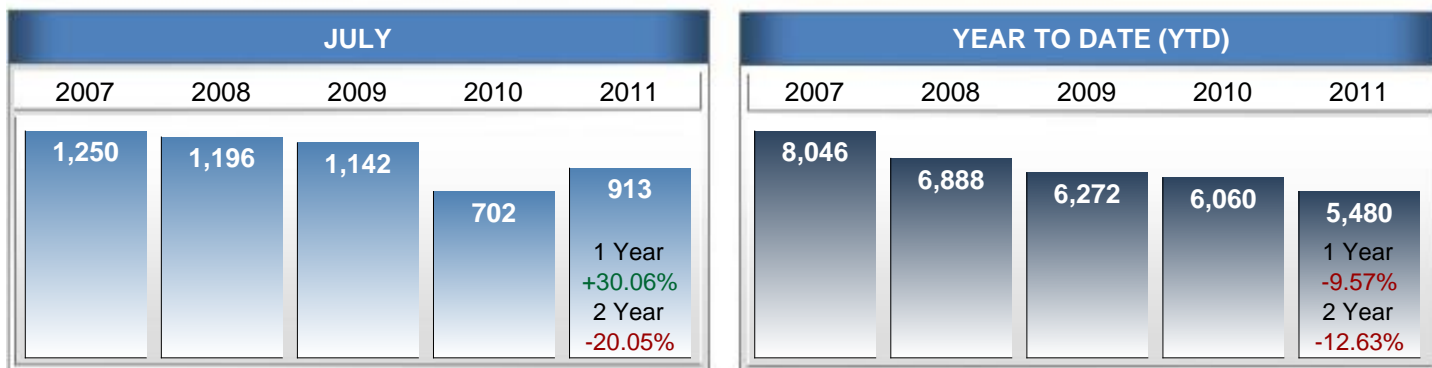 JULY
2007 2008 2009 2010 2011
1,250 1,196 1,142 702 913
1 Year
+30.06%
2 Year
-20.05%
YEAR TO DATE (YTD)
2007 2008 2009 2010 2011
8,046 6,888 6,272 6,060 5,480
1 Year
-9.57%
2 Year
-12.63%